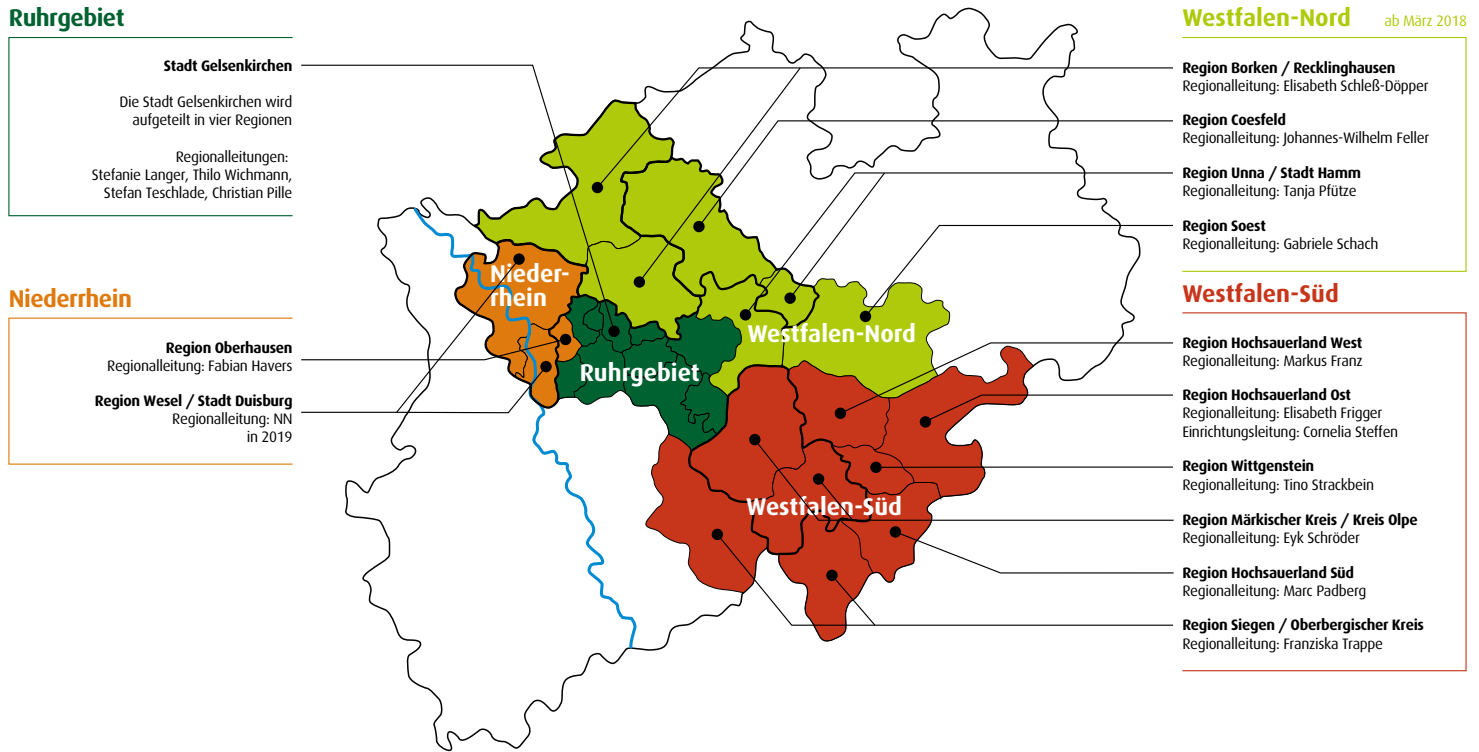 Ruhrgebiet
Stadt Gelsenkirchen
Die Stadt Gelsenkirchen wird
aufgeteilt in vier Regionen
Regionalleitungen:
Stefanie Langer, Thilo Wichmann,
Stefan Teschlade, Christian Pille
Niederrhein
Region Oberhausen
Regionalleitung: Fabian Havers
Region Wesel / Stadt Duisburg
Regionalleitung: NN
in 2019
Nieder-
rhein
Ruhrgebiet
Westfalen-Nord
Westfalen-Süd
Westfalen-Nord ab März 2018
Region Borken / Recklinghausen
Regionalleitung: Elisabeth Schleß-Döpper
Region Coesfeld
Regionalleitung: Johannes-Wilhelm Feller
Region Unna / Stadt Hamm
Regionalleitung: Tanja Pfütze
Region Soest
Regionalleitung: Gabriele Schach
Westfalen-Süd
Region Hochsauerland West
Regionalleitung: Markus Franz
Region Hochsauerland Ost
Regionalleitung: Elisabeth Frigger
Einrichtungsleitung: Cornelia Steffen
Region Wittgenstein
Regionalleitung: Tino Strackbein
Region Märkischer Kreis / Kreis Olpe
Regionalleitung: Eyk Schröder
Region Hochsauerland Süd
Regionalleitung: Marc Padberg
Region Siegen / Oberbergischer Kreis
Regionalleitung: Franziska Trappe